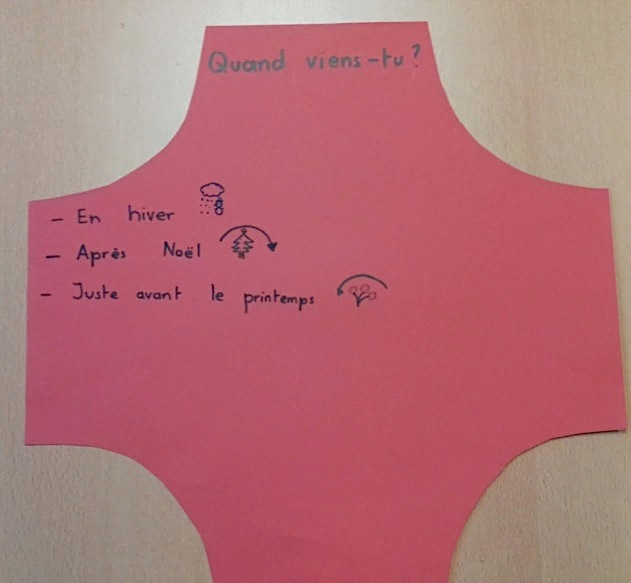 Quand viens-tu?
- En hiver
- Après Noël
- Juste avant le printemps